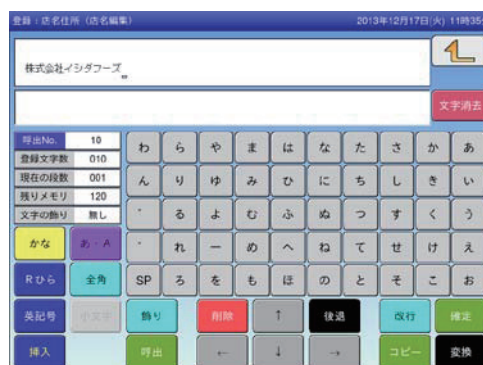 登録:店名住所(店名編集) 2013年12月17日(火) 11時35
株式会社イシダフーズ
文字消去
呼出No. 10
登録文字数 010
現在の段数 001
残りメモリ 120
文字の飾り 無し
わ ら や ま は な た さ か あ
ん り ゆ み ひ に ち し き い
゛ る よ む ふ ぬ つ す く う
゜ れ ー め へ ね て せ け え
SP ろ を も ほ の と そ こ お
かな あ・A
Rひら 全角
英記号 小文字 飾り 削除 ↑ 後退 改行 確定
挿入 呼出 ← ↓ → コピー 変換